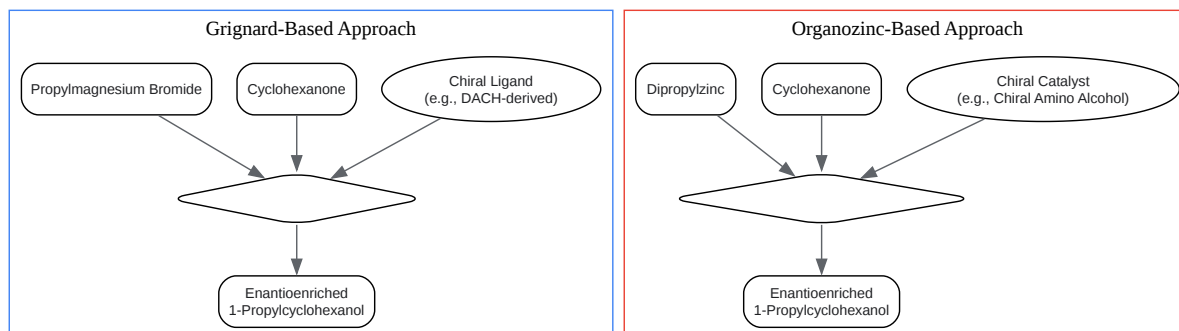 Grignard-Based Approach
Propylmagnesium Bromide
Cyclohexanone
Chiral Ligand
(e.g., DACH-derived)
Enantioenriched
1-Propylcyclohexanol
Organozinc-Based Approach
Dipropylzinc
Cyclohexanone
Chiral Catalyst
(e.g., Chiral Amino Alcohol)
Enantioenriched
1-Propylcyclohexanol